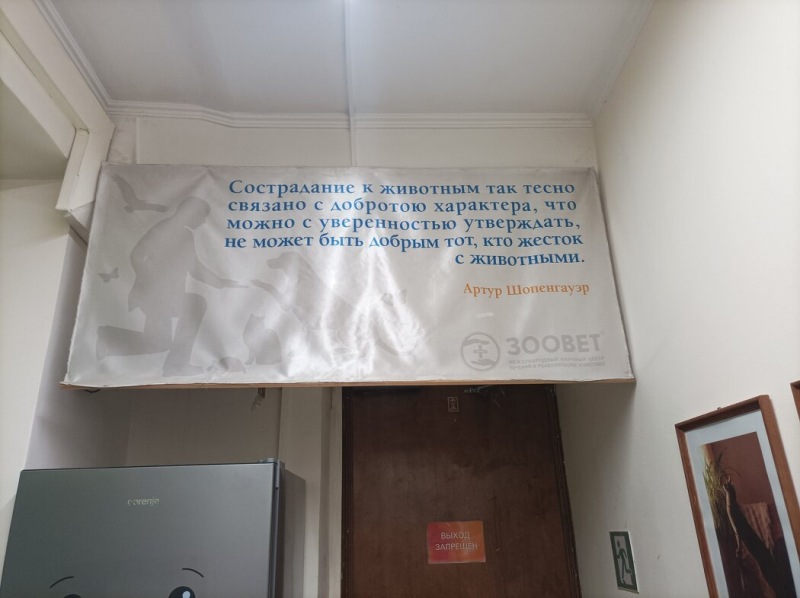 Сострадание к животным так тесно
связано с добротою характера, что
можно с уверенностью утверждать,
не может быть добрым тот, кто жесток
с животными.
Артур Шопенгауэр
ЗООВЕТ
gorenje
ВЫХОД
ЗАПРЕЩЁН